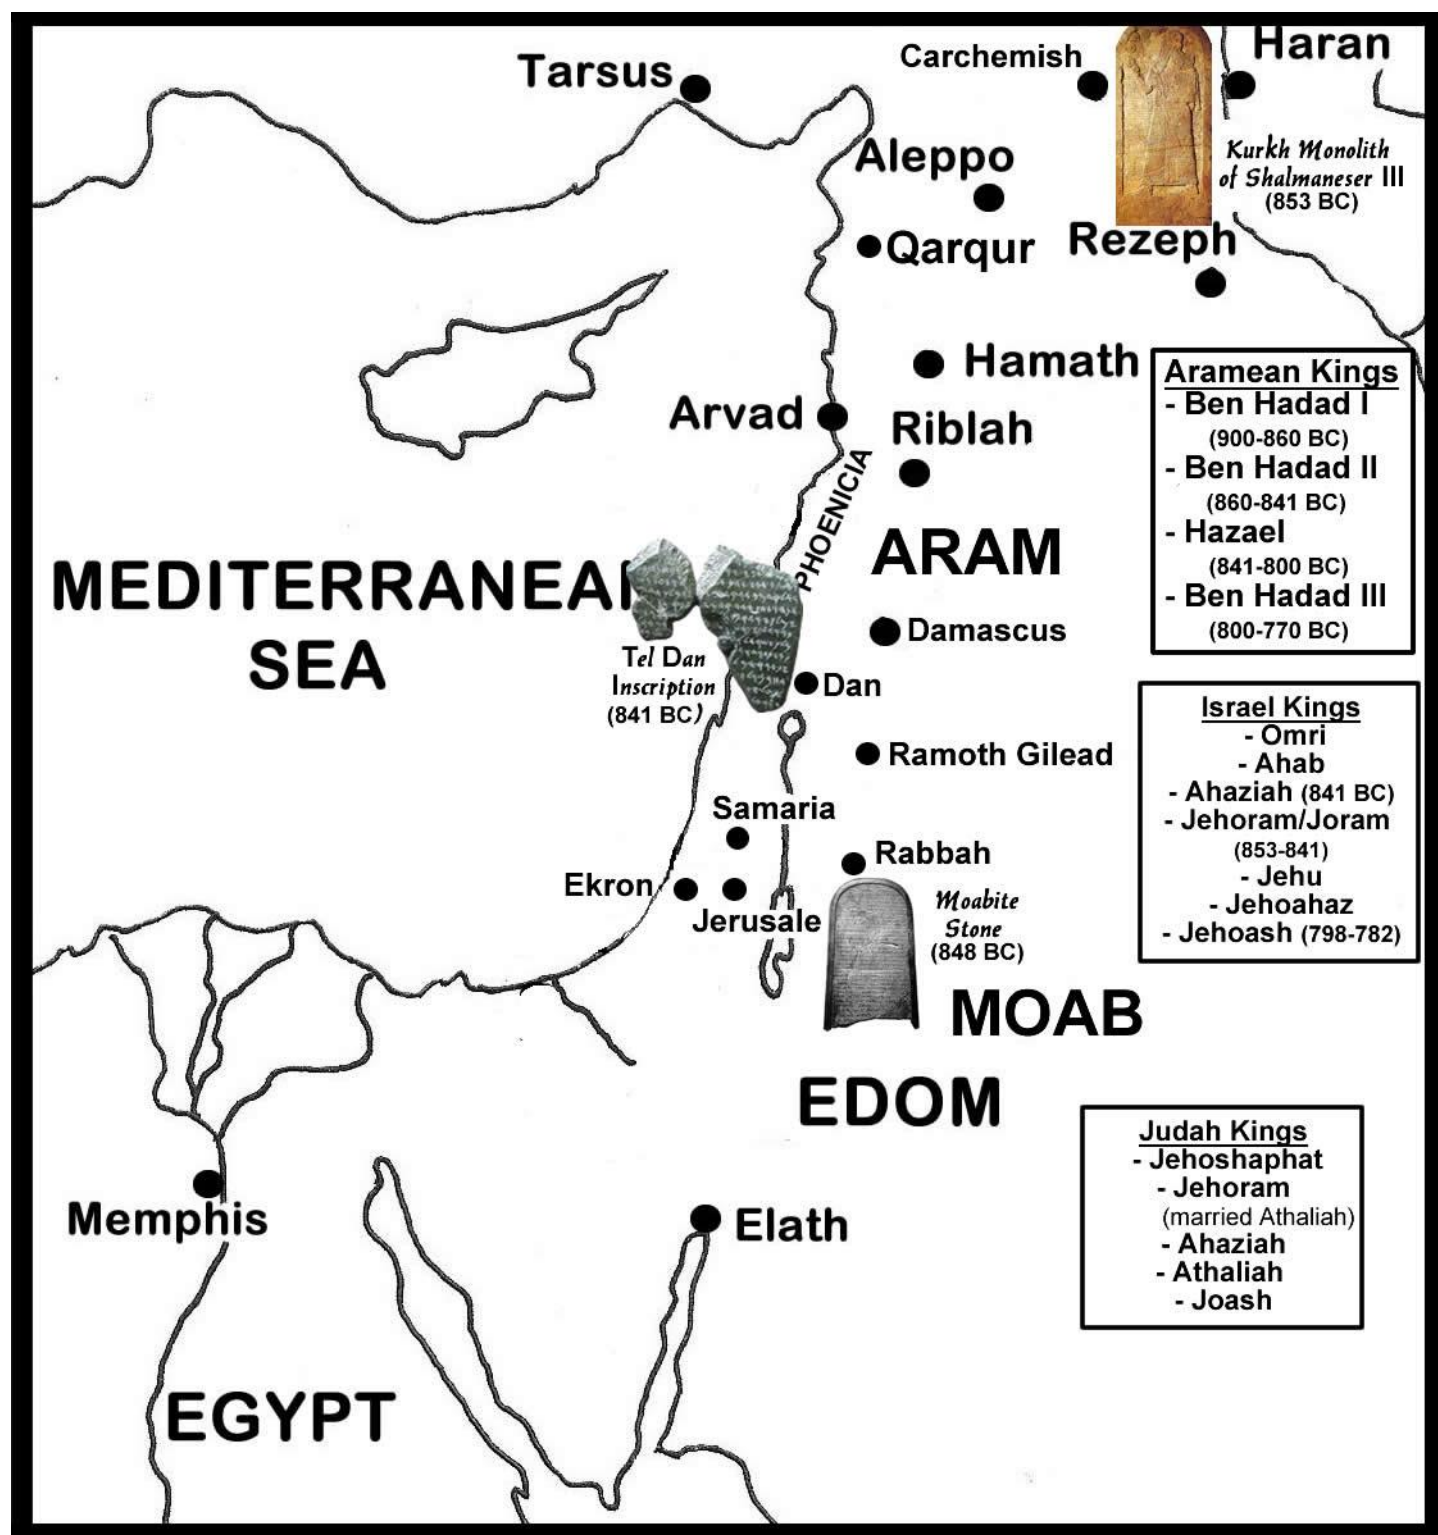 Tarsus
Carchemish
Haran
Kurkh Monolith
of Shalmaneser III
(853 BC)
Aleppo
Qarqur
Rezeph
Hamath
Arvad
Riblah
PHOENICIA
Aramean Kings
- Ben Hadad I
(900-860 BC)
- Ben Hadad II
(860-841 BC)
- Hazael
(841-800 BC)
- Ben Hadad III
(800-770 BC)
MEDITERRANEAN
SEA
ARAM
Damascus
Tel Dan
Inscription
(841 BC)
Dan
Ramoth Gilead
Israel Kings
- Omri
- Ahab
- Ahaziah (841 BC)
- Jehoram/Joram
(853-841)
- Jehu
- Jehoahaz
- Jehoash (798-782)
Samaria
Rabbah
Ekron
Jerusale
Moabite
Stone
(848 BC)
MOAB
EDOM
Judah Kings
- Jehoshaphat
- Jehoram
(married Athaliah)
- Ahaziah
- Athaliah
- Joash
Memphis
Elath
EGYPT